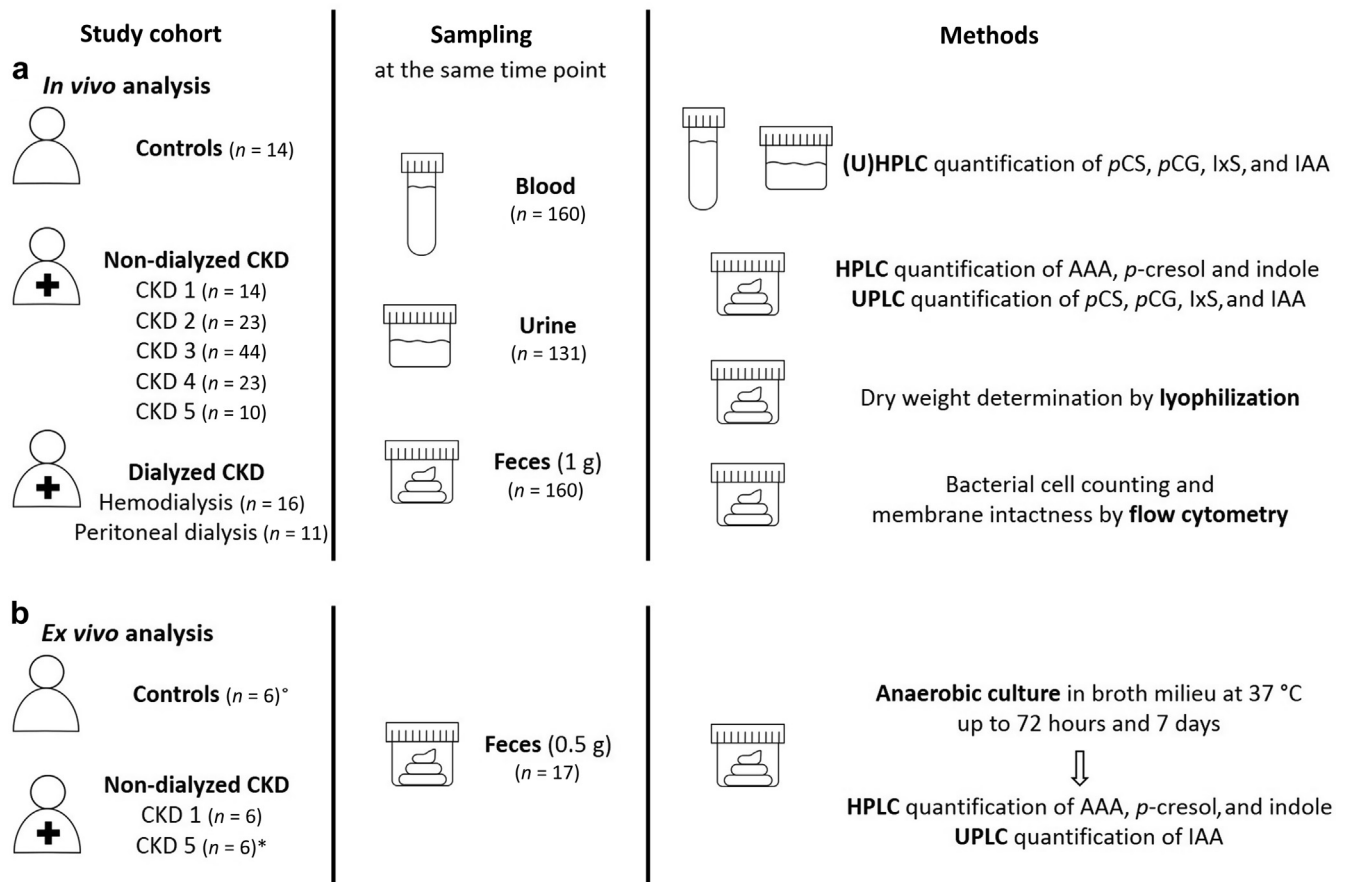 Study cohort
Sampling
at the same time point
Methods
a
In vivo analysis
Controls (n = 14)
Non-dialyzed CKD
CKD 1 (n = 14)
CKD 2 (n = 23)
CKD 3 (n = 44)
CKD 4 (n = 23)
CKD 5 (n = 10)
Dialyzed CKD
Hemodialysis (n = 16)
Peritoneal dialysis (n = 11)
Blood
(n = 160)
Urine
(n = 131)
Feces (1 g)
(n = 160)
(U)HPLC quantification of pCS, pCG, IxS, and IAA
HPLC quantification of AAA, p-cresol and indole
UPLC quantification of pCS, pCG, IxS, and IAA
Dry weight determination by lyophilization
Bacterial cell counting and
membrane intactness by flow cytometry
b
Ex vivo analysis
Controls (n = 6)°
Non-dialyzed CKD
CKD 1 (n = 6)
CKD 5 (n = 6)*
Feces (0.5 g)
(n = 17)
Anaerobic culture in broth milieu at 37 °C
up to 72 hours and 7 days
HPLC quantification of AAA, p-cresol, and indole
UPLC quantification of IAA